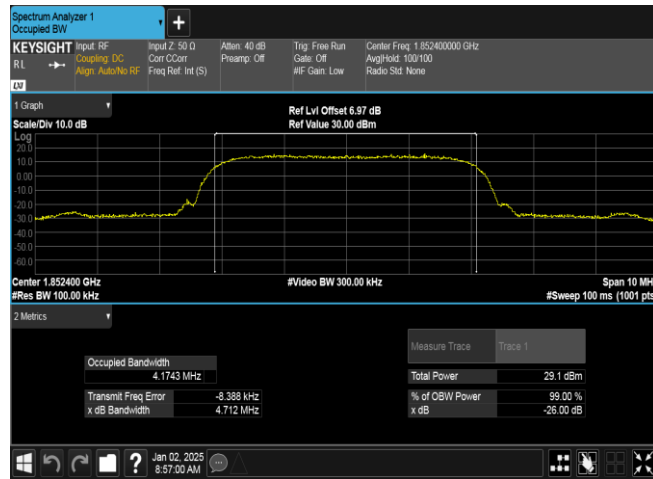 Spectrum Analyzer 1
Occupied BW
+
KEYSIGHT Input: RF Input Z: 50 Ω Atten: 40 dB Trig: Free Run Center Freq: 1.852400000 GHz
RL Coupling: DC Corr CCorr Preamp: Off Gate: Off Avg|Hold: 100/100
Align: Auto/No RF Freq Ref: Int (S) #IF Gain: Low Radio Std: None
LXI
1 Graph
Ref Lvl Offset 6.97 dB
Scale/Div 10.0 dB Ref Value 30.00 dBm
Log
20.0
10.0
0.00
-10.0
-20.0
-30.0
-40.0
-50.0
-60.0
Center 1.852400 GHz #Video BW 300.00 kHz Span 10 MH
#Res BW 100.00 kHz #Sweep 100 ms (1001 pts
2 Metrics
Measure Trace Trace 1
Occupied Bandwidth
4.1743 MHz Total Power 29.1 dBm
Transmit Freq Error -8.388 kHz % of OBW Power 99.00 %
x dB Bandwidth 4.712 MHz x dB -26.00 dB
? Jan 02, 2025
8:57:00 AM